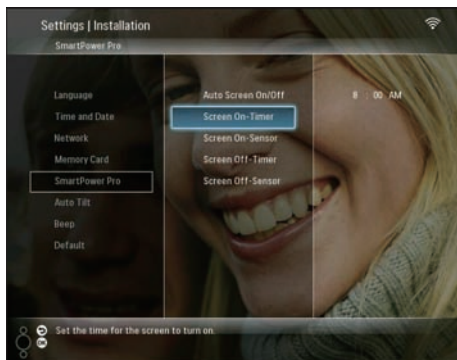 Settings | Installation
SmartPower Pro
Language
Time and Date
Network
Memory Card
SmartPower Pro
Auto Tilt
Beep
Default
Auto Screen On/Off
Screen On-Timer
Screen On-Sensor
Screen Off-Timer
Screen Off-Sensor
8 : 00 AM
Set the time for the screen to turn on.
OK